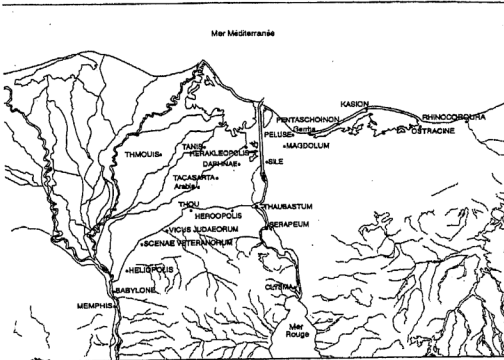 Mer Méditerranée
KASION
PENTASCHOINON
RHINOCOROURA
Gerrha
OSTRACINE
PELUSE
MAGDOLUM
TANIS
HERAKLEOPOLIS
THMOUIS
DAPHNAE
SILE
TACASARTA
Arabia
THOU
THAUBASTUM
HEROOPOLIS
SERAPEUM
VICUS JUDAEORUM
SCENAE VETERANORUM
HELIOPOLIS
CLYSMA
BABYLONE
MEMPHIS
Mer
Rouge